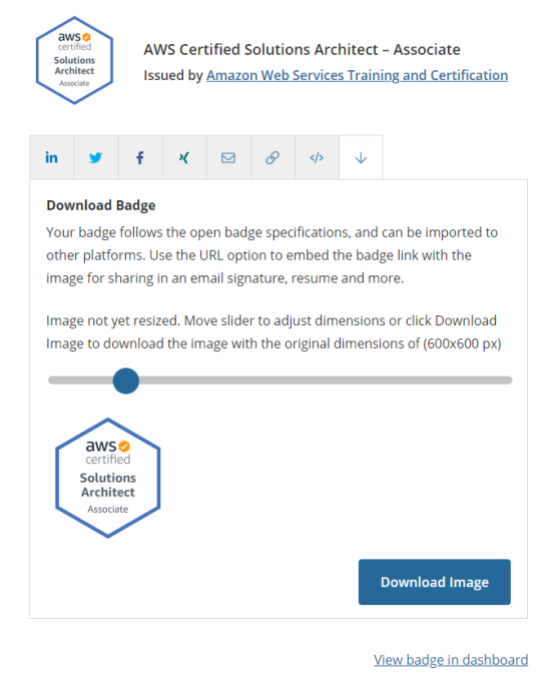 aws
certified
Solutions
Architect
Associate
AWS Certified Solutions Architect – Associate
Issued by Amazon Web Services Training and Certification
in
f
</>
Download Badge
Your badge follows the open badge specifications, and can be imported to
other platforms. Use the URL option to embed the badge link with the
image for sharing in an email signature, resume and more.
Image not yet resized. Move slider to adjust dimensions or click Download
Image to download the image with the original dimensions of (600x600 px)
aws
certified
Solutions
Architect
Associate
Download Image
View badge in dashboard